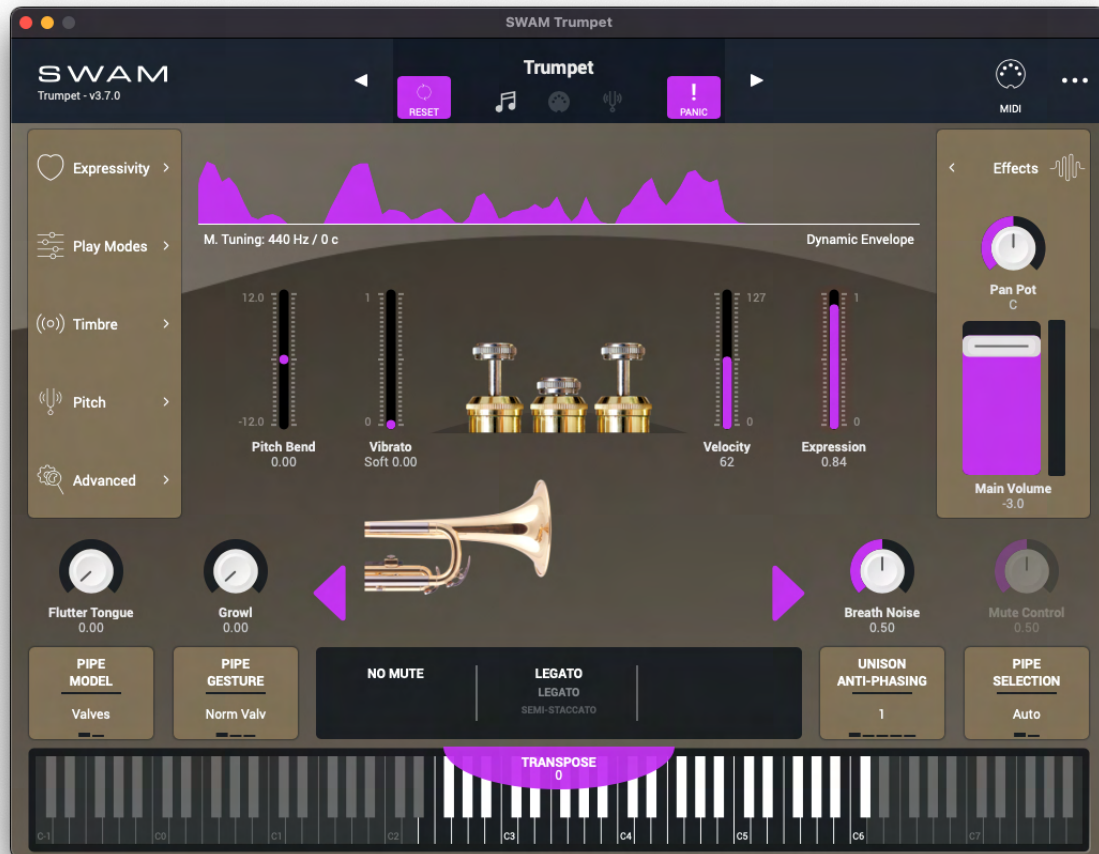 SWAM Trumpet
SWAM
Trumpet - v3.7.0
Trumpet
RESET
!
PANIC
MIDI
Expressivity
Play Modes
Timbre
Pitch
Advanced
M. Tuning: 440 Hz / 0 c
Dynamic Envelope
Effects
Pan Pot
C
Main Volume
-3.0
12.0
-12.0
Pitch Bend
0.00
1
0
Vibrato
Soft 0.00
127
0
Velocity
62
1
0
Expression
0.84
Flutter Tongue
0.00
Growl
0.00
Breath Noise
0.50
Mute Control
0.50
PIPE
MODEL
Valves
PIPE
GESTURE
Norm Valv
NO MUTE
LEGATO
LEGATO
SEMI-STACCATO
UNISON
ANTI-PHASING
1
PIPE
SELECTION
Auto
TRANSPOSE
0
C-1 C0 C1 C2 C3 C4 C5 C6 C7